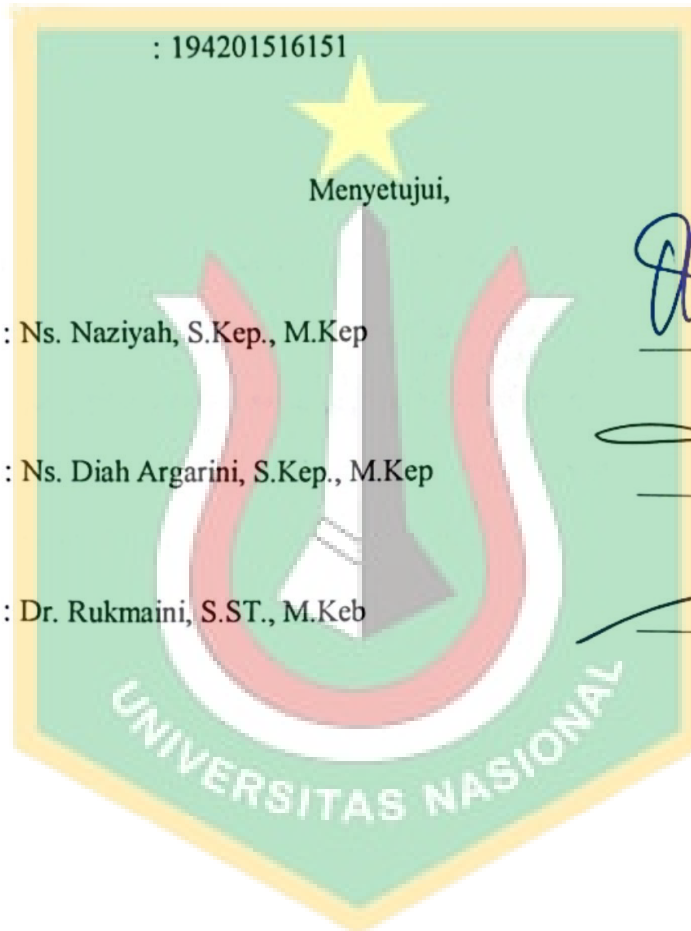 : 194201516151
Menyetujui,
: Ns. Naziyah, S.Kep., M.Kep
: Ns. Diah Argarini, S.Kep., M.Kep
: Dr. Rukmaini, S.ST., M.Keb
UNIVERSITAS NASIONAL